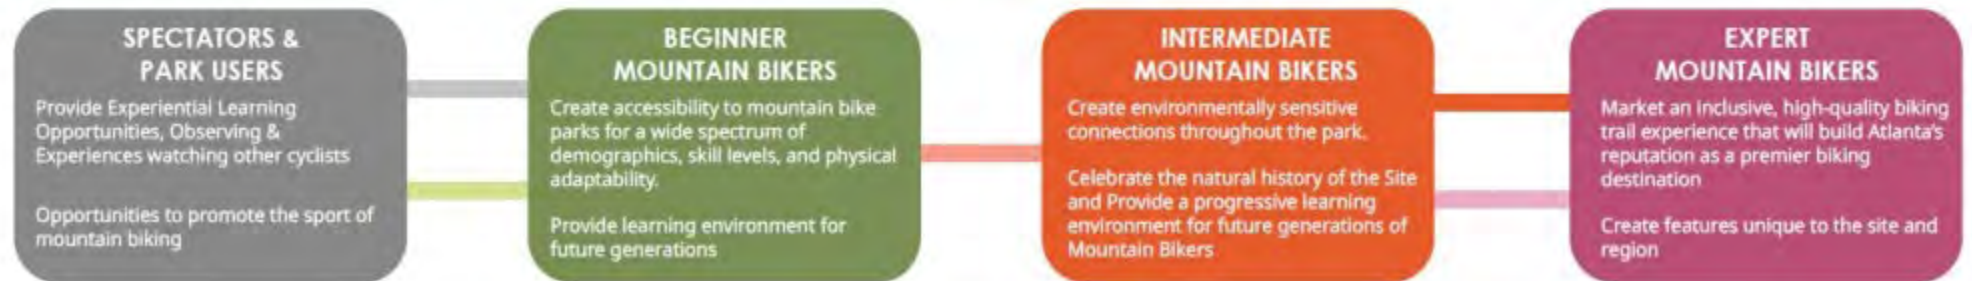 SPECTATORS &
PARK USERS
Provide Experiential Learning
Opportunities, Observing &
Experiences watching other cyclists
Opportunities to promote the sport of
mountain biking
BEGINNER
MOUNTAIN BIKERS
Create accessibility to mountain bike
parks for a wide spectrum of
demographics, skill levels, and physical
adaptability.
Provide learning environment for
future generations
INTERMEDIATE
MOUNTAIN BIKERS
Create environmentally sensitive
connections throughout the park.
Celebrate the natural history of the Site
and Provide a progressive learning
environment for future generations of
Mountain Bikers
EXPERT
MOUNTAIN BIKERS
Market an inclusive, high-quality biking
trail experience that will build Atlanta's
reputation as a premier biking
destination
Create features unique to the site and
region